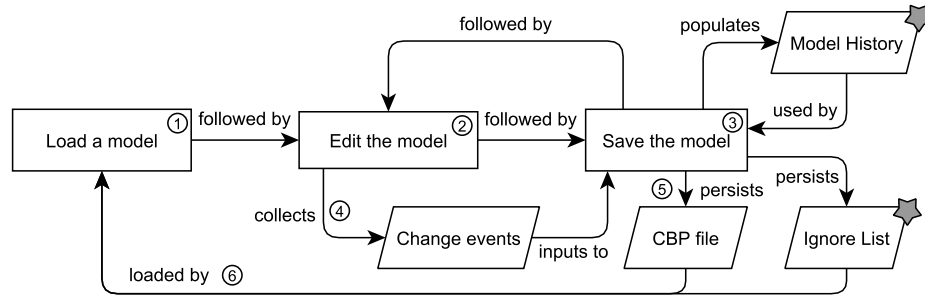 followed by
populates
Model History
Load a model
1
followed by
Edit the model
2
followed by
Save the model
3
used by
collects
4
Change events
inputs to
5
persists
CBP file
persists
Ignore List
loaded by
6